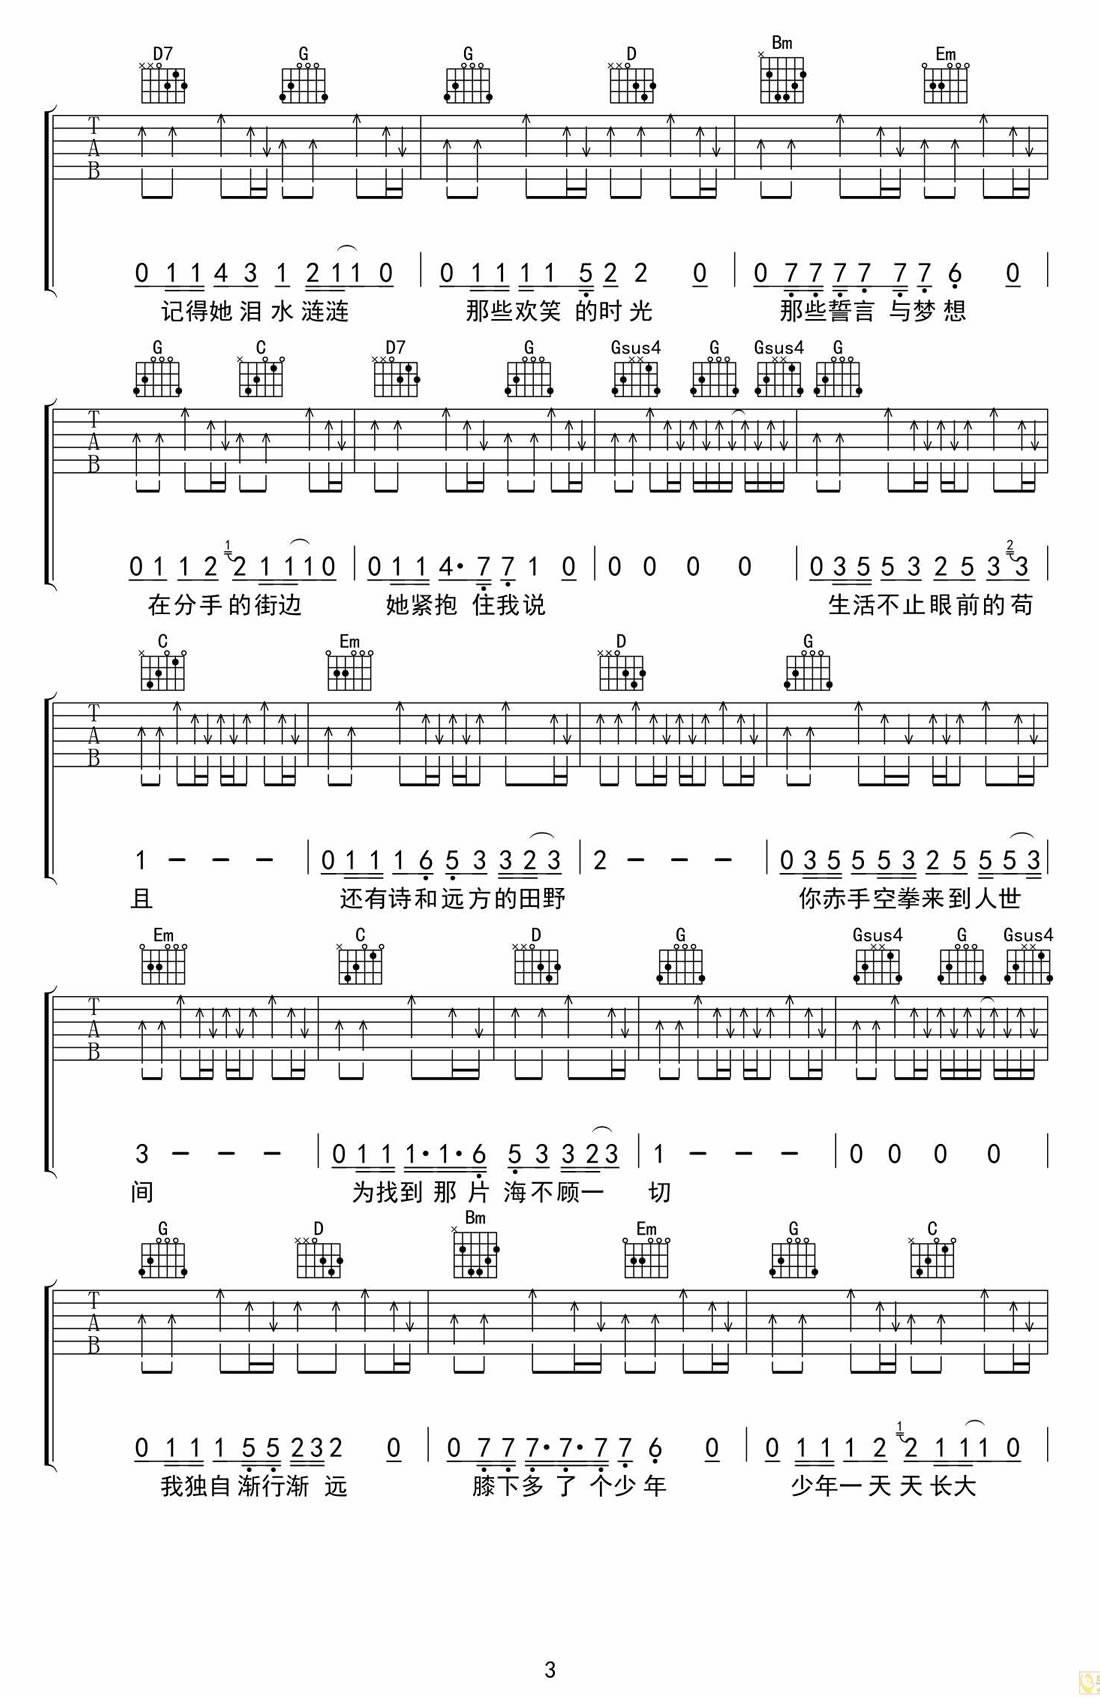 D7 G G D Bm Em
T
A
B
0 1 1 4 3 1 2 1 1 0 0 1 1 1 1 5 2 2 0 0 7 7 7 7 7 7 6 0
记得她泪水涟涟 那些欢笑的时光 那些誓言与梦想
G C D7 G Gsus4 G Gsus4 G
T
A
B
0 1 1 2 1 2 1 1 1 0 0 1 1 4· 7 7 1 0 0 0 0 0 0 3 5 5 3 2 5 3 2 3
在分手的街边 她紧抱住我说 生活不止眼前的苟
C Em D G
T
A
B
1 - - - 0 1 1 1 6 5 3 3 2 3 2 - - - 0 3 5 5 5 3 2 5 5 5 3
且 还有诗和远方的田野 你赤手空拳来到人世
Em C D G Gsus4 G Gsus4
T
A
B
3 - - - 0 1 1 1· 1· 6 5 3 3 2 3 1 - - - 0 0 0 0
间 为找到那片海不顾一 切
G D Bm Em G C
T
A
B
0 1 1 1 5 5 2 3 2 0 0 7 7 7· 7· 7 7 6 0 0 1 1 1 2 1 2 1 1 1 0
我独自渐行渐远 膝下多了个少年 少年一天天长大
3